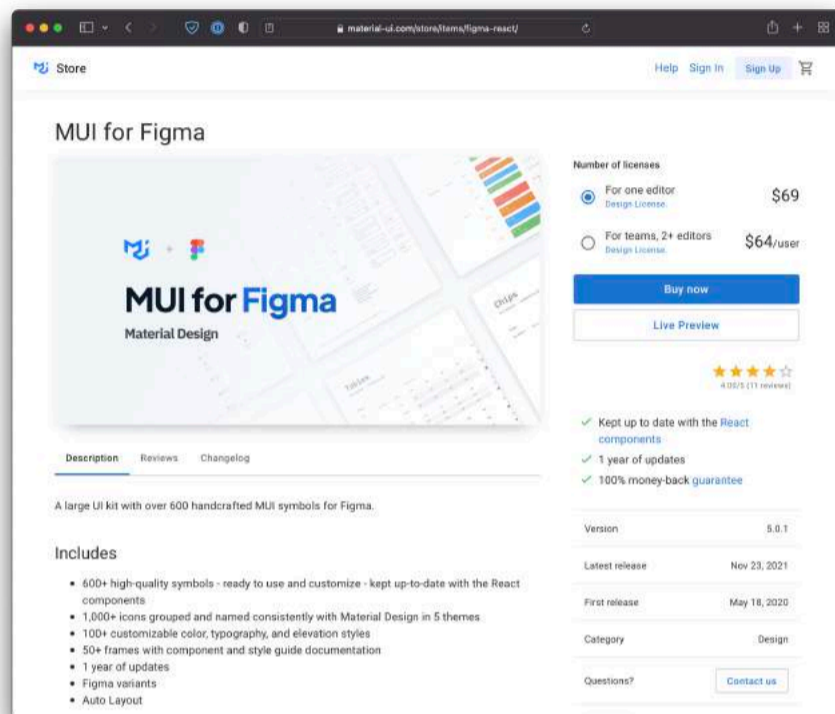 material-ui.com/store/items/figma-react/
Store
Help Sign In Sign Up
MUI for Figma
MUI for Figma
Material Design
Chips
Tables
Number of licenses
For one editor
Design License.
$69
For teams, 2+ editors
Design License.
$64/user
Buy now
Live Preview
4.00/5 (11 reviews)
Kept up to date with the React
components
1 year of updates
100% money-back guarantee
Description Reviews Changelog
A large UI kit with over 600 handcrafted MUI symbols for Figma.
Includes
600+ high-quality symbols - ready to use and customize - kept up-to-date with the React
components
1,000+ icons grouped and named consistently with Material Design in 5 themes
100+ customizable color, typography, and elevation styles
50+ frames with component and style guide documentation
1 year of updates
Figma variants
Auto Layout
Version 5.0.1
Latest release Nov 23, 2021
First release May 18, 2020
Category Design
Questions? Contact us